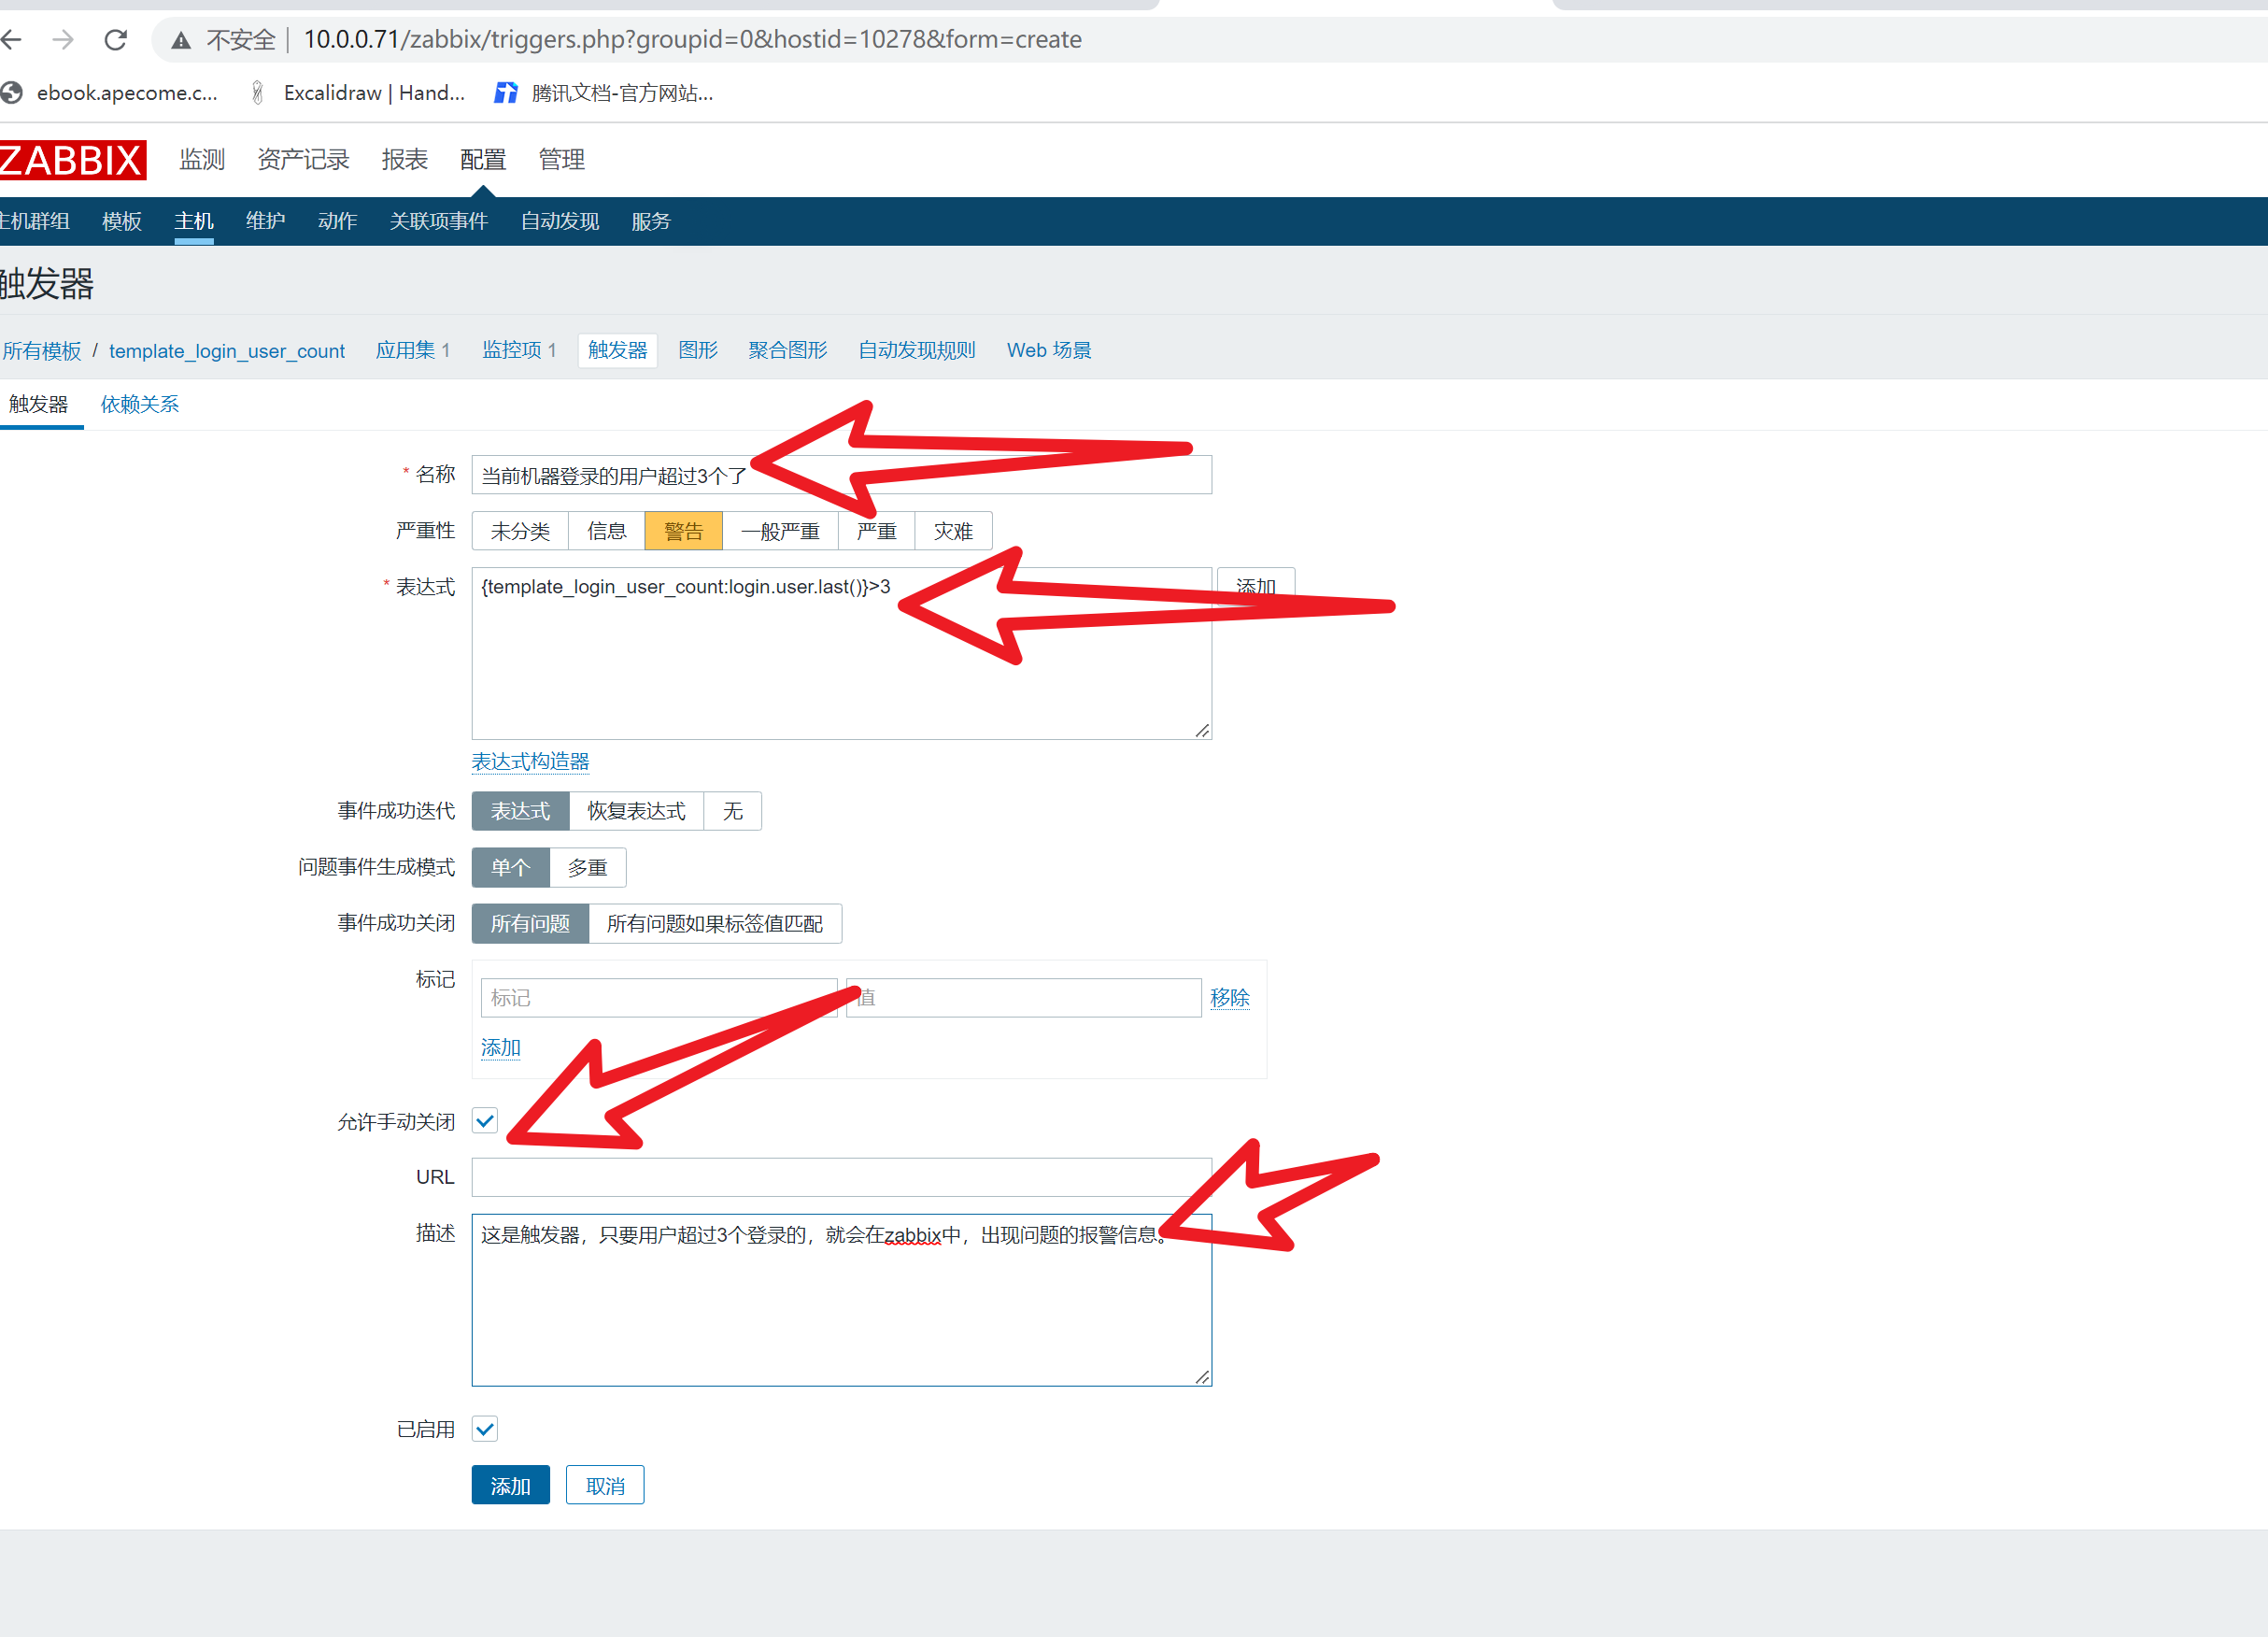 不安全 | 10.0.0.71/zabbix/triggers.php?groupid=0&hostid=10278&form=create
ebook.apecome.c... Excalidraw | Hand... 腾讯文档-官方网站...
ZABBIX 监测 资产记录 报表 配置 管理
主机群组 模板 主机 维护 动作 关联项事件 自动发现 服务
触发器
所有模板 / template_login_user_count 应用集 1 监控项 1 触发器 图形 聚合图形 自动发现规则 Web 场景
触发器 依赖关系
* 名称 当前机器登录的用户超过3个了
严重性 未分类 信息 警告 一般严重 严重 灾难
* 表达式 {template_login_user_count:login.user.last()}>3 添加
表达式构造器
事件成功迭代 表达式 恢复表达式 无
问题事件生成模式 单个 多重
事件成功关闭 所有问题 所有问题如果标签值匹配
标记 标记 值 移除
添加
允许手动关闭
URL
描述 这是触发器，只要用户超过3个登录的，就会在zabbix中，出现问题的报警信息。
已启用
添加 取消